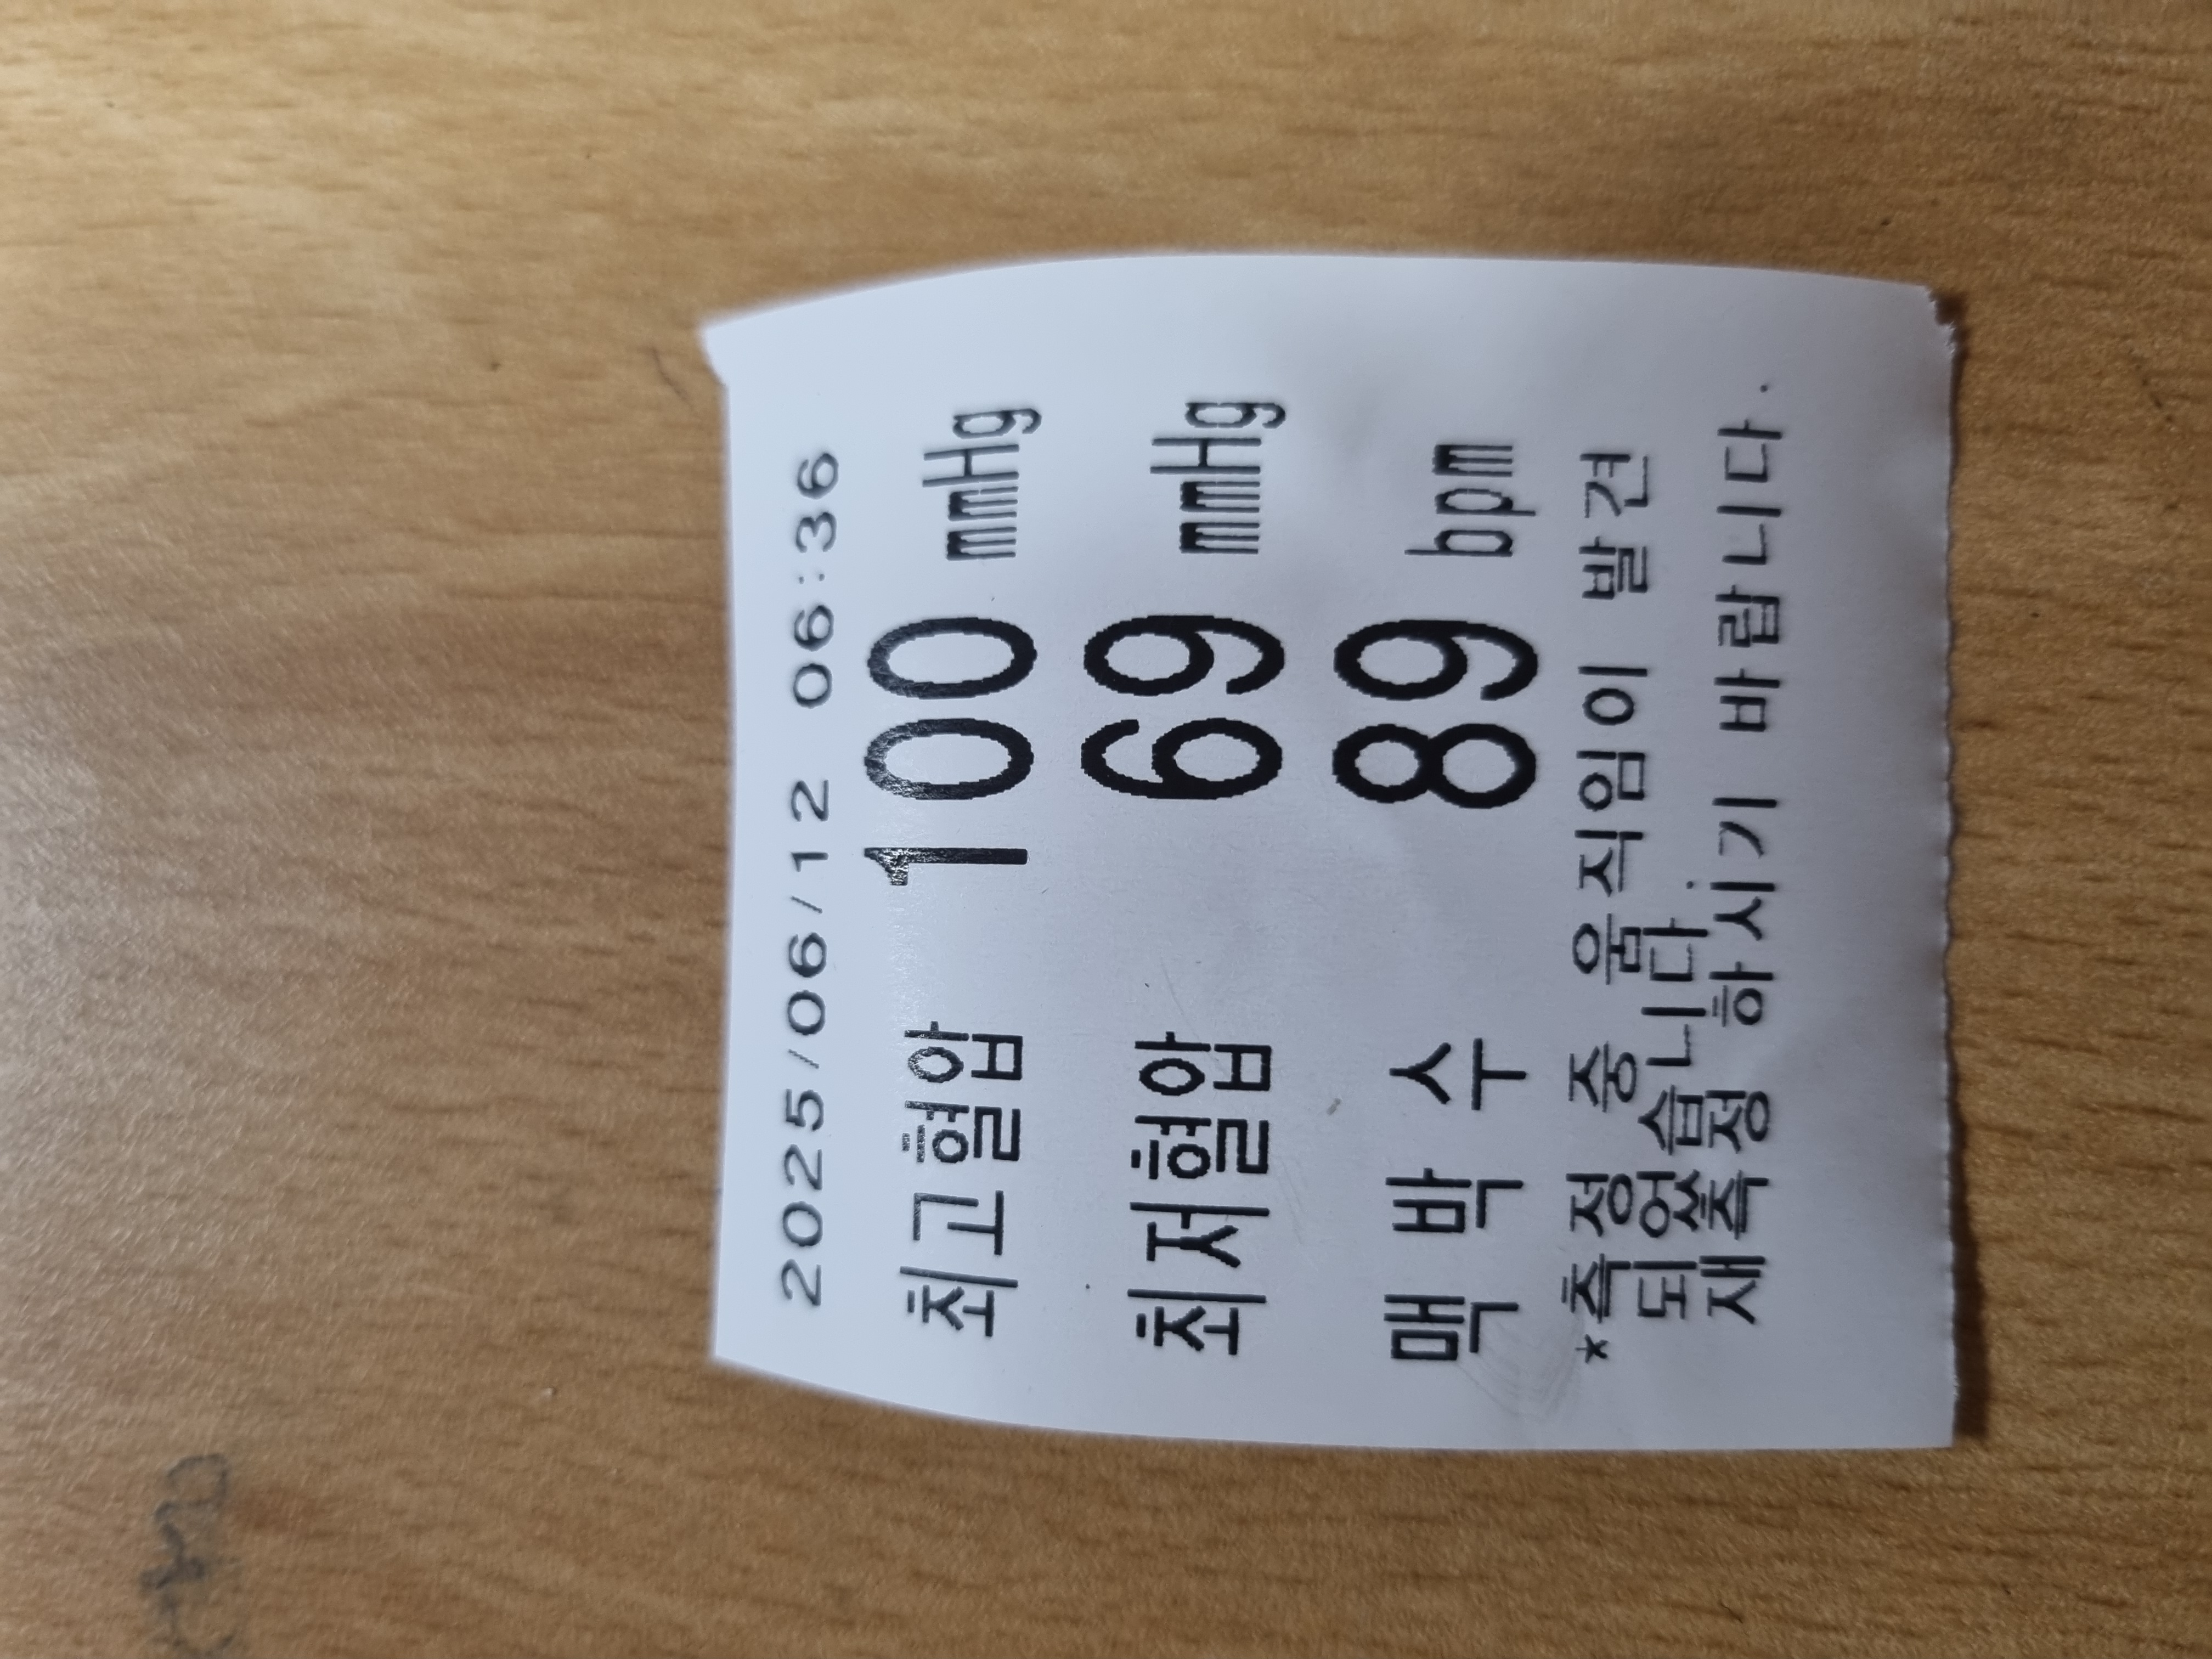 2025/06/12 06:36
최고혈압 100 mmHg
최저혈압 69 mmHg
맥 박 수 89 bpm
*측정 중 움직임이 발견
되었습니다
재측정 하시기 바랍니다.